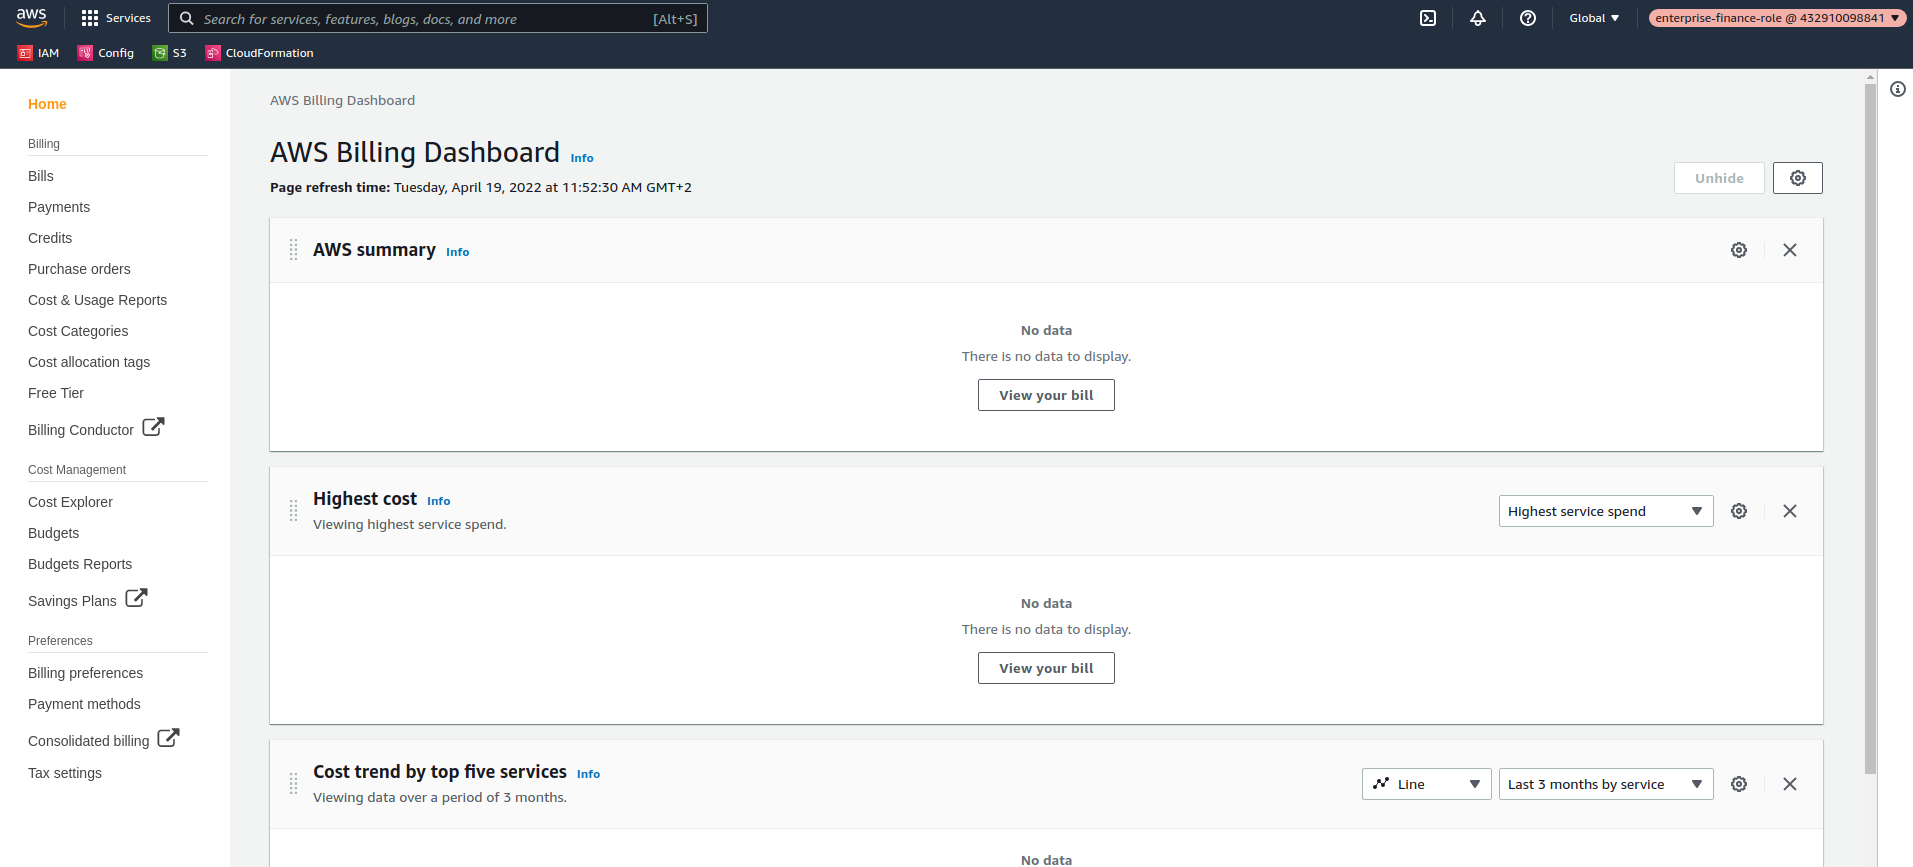 aws
Services
Search for services, features, blogs, docs, and more [Alt+S]
Global
enterprise-finance-role @ 432910098841
IAM
Config
S3
CloudFormation
Home
Billing
Bills
Payments
Credits
Purchase orders
Cost & Usage Reports
Cost Categories
Cost allocation tags
Free Tier
Billing Conductor
Cost Management
Cost Explorer
Budgets
Budgets Reports
Savings Plans
Preferences
Billing preferences
Payment methods
Consolidated billing
Tax settings
AWS Billing Dashboard
AWS Billing Dashboard Info
Page refresh time: Tuesday, April 19, 2022 at 11:52:30 AM GMT+2
Unhide
AWS summary Info
No data
There is no data to display.
View your bill
Highest cost Info
Viewing highest service spend.
Highest service spend
No data
There is no data to display.
View your bill
Cost trend by top five services Info
Viewing data over a period of 3 months.
Line
Last 3 months by service
No data